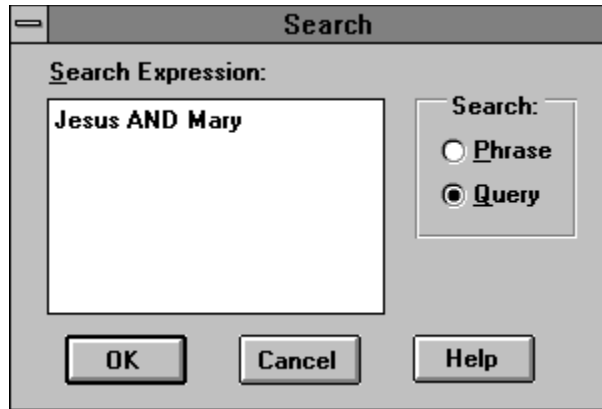 Search
Search Expression:
Jesus AND Mary
Search:
Phrase
Query
OK
Cancel
Help